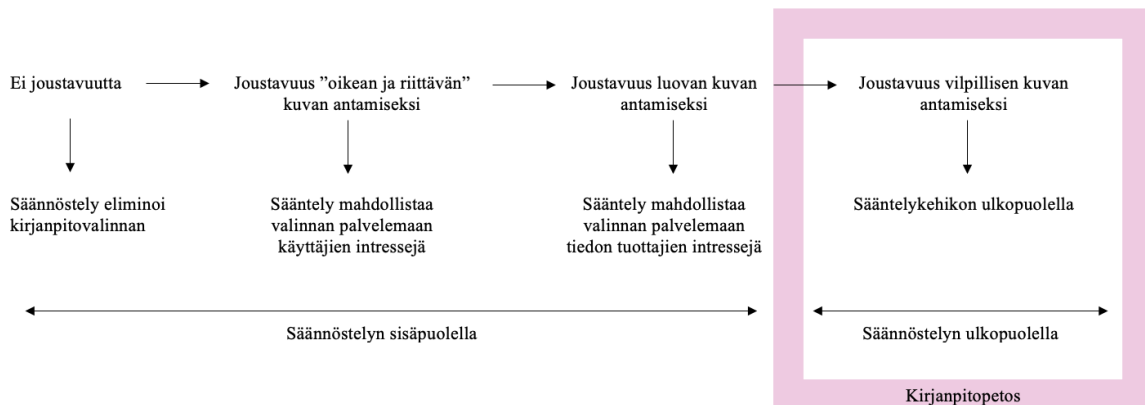 Ei joustavuutta
Joustavuus ”oikean ja riittävän”
kuvan antamiseksi
Joustavuus luovan kuvan
antamiseksi
Joustavuus vilpillisen kuvan
antamiseksi
Säännöstely eliminoi
kirjanpitovalinnan
Sääntely mahdollistaa
valinnan palvelemaan
käyttäjien intressejä
Sääntely mahdollistaa
valinnan palvelemaan
tiedon tuottajien intressejä
Sääntelykehikon ulkopuolella
Säännöstelyn sisäpuolella
Säännöstelyn ulkopuolella
Kirjanpitopetos